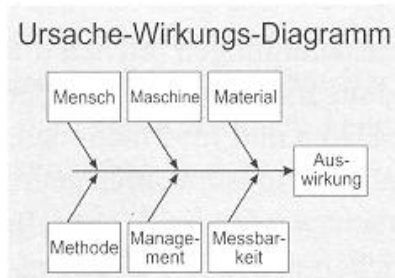 Ursache-Wirkungs-Diagramm
Mensch
Maschine
Material
Aus-
wirkung
Methode
Manage-
ment
Messbar-
keit